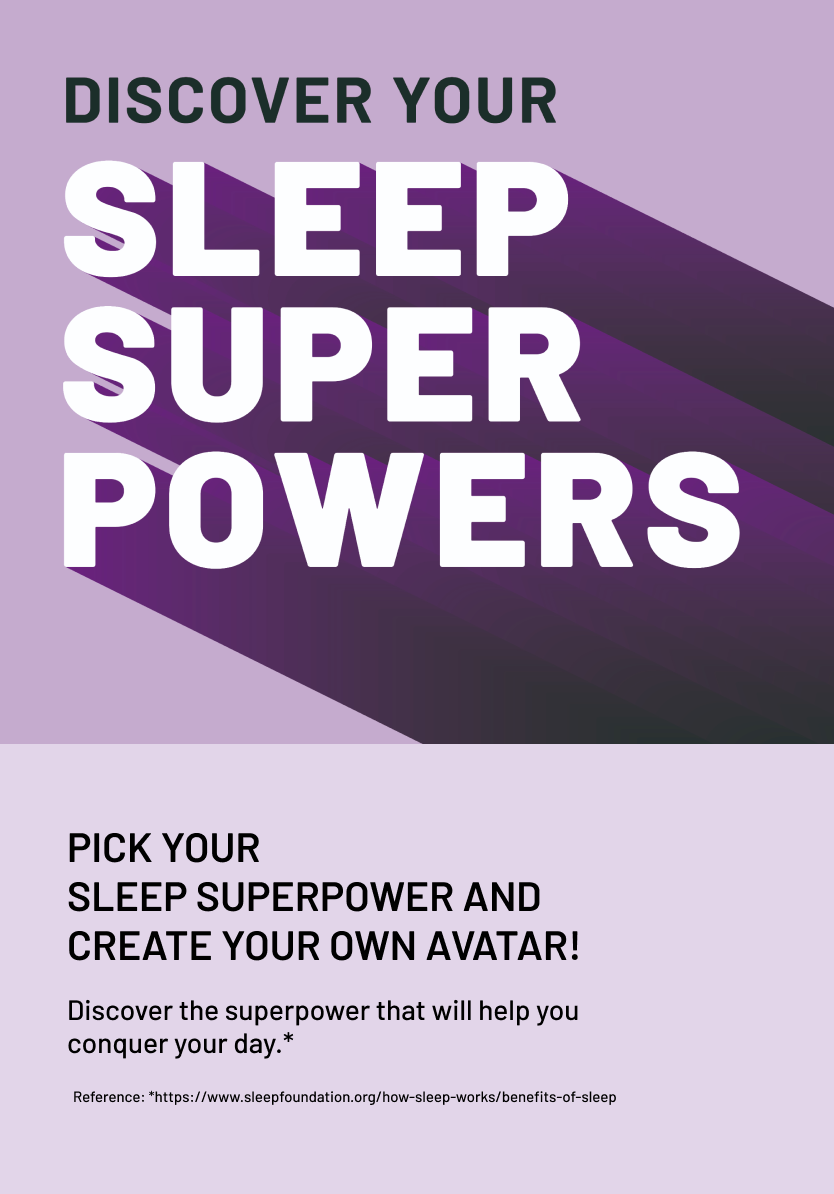 DISCOVER YOUR
SLEEP
SUPER
POWERS
PICK YOUR
SLEEP SUPERPOWER AND
CREATE YOUR OWN AVATAR!
Discover the superpower that will help you
conquer your day.*
Reference: *https://www.sleepfoundation.org/how-sleep-works/benefits-of-sleep